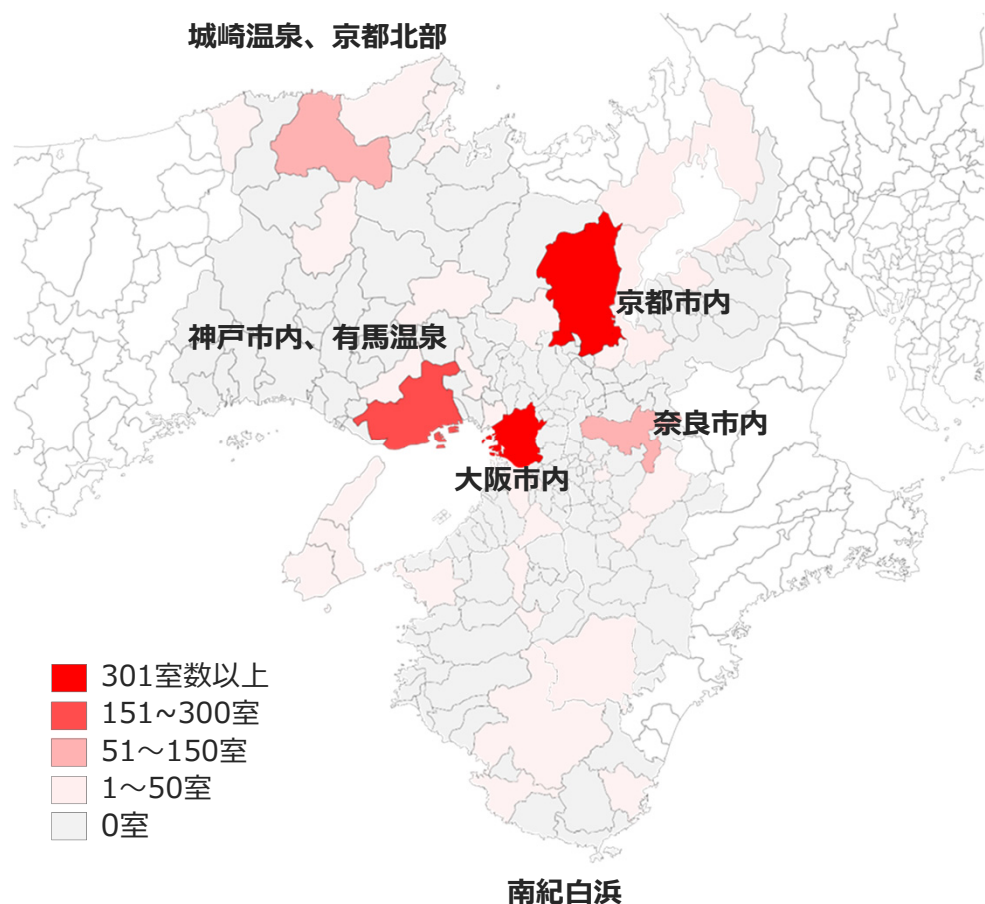 城崎温泉、京都北部
京都市内
神戸市内、有馬温泉
奈良市内
大阪市内
301室数以上
151~300室
51～150室
1～50室
0室
南紀白浜